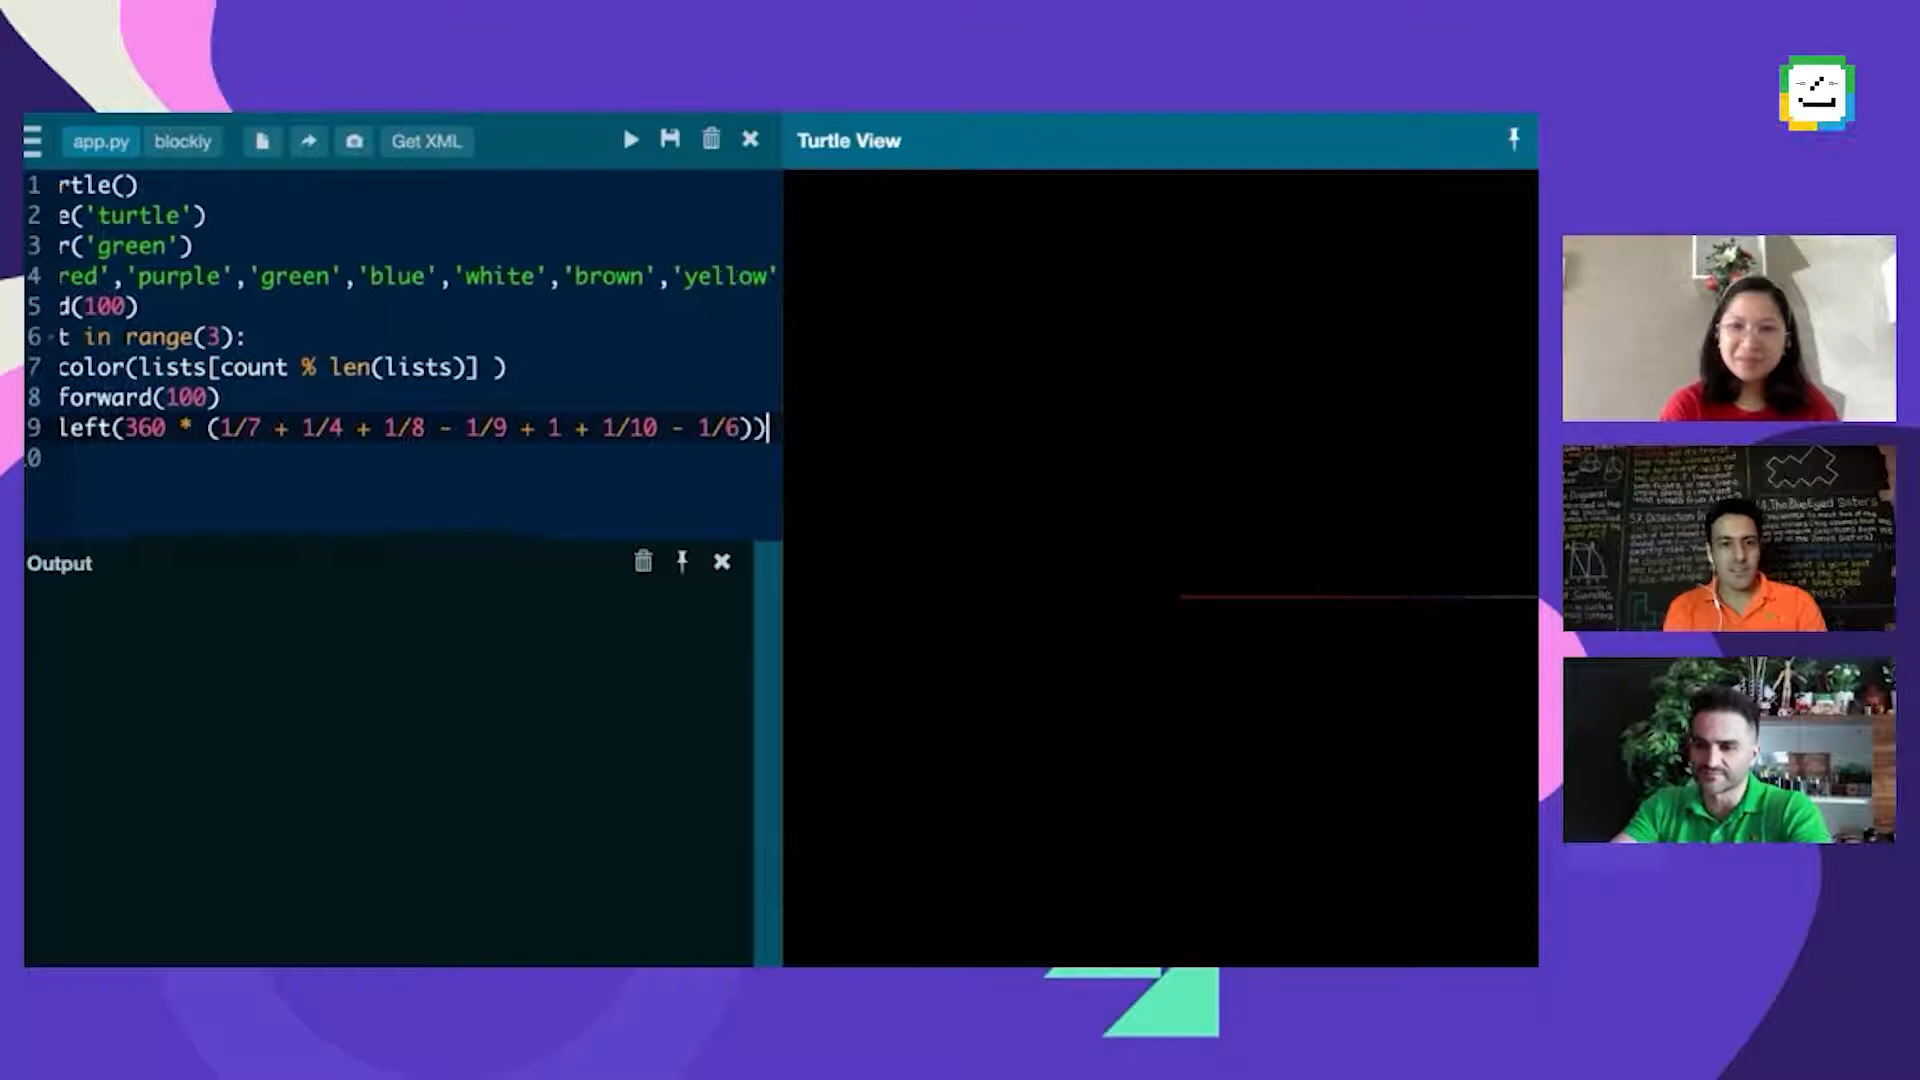 app.py blockly Get XML
Turtle View
1 rtle()
2 e('turtle')
3 r('green')
4 red','purple','green','blue','white','brown','yellow'
5 d(100)
6 t in range(3):
7 color(lists[count % len(lists)] )
8 forward(100)
9 left(360 * (1/7 + 1/4 + 1/8 - 1/9 + 1 + 1/10 - 1/6))
0
Output